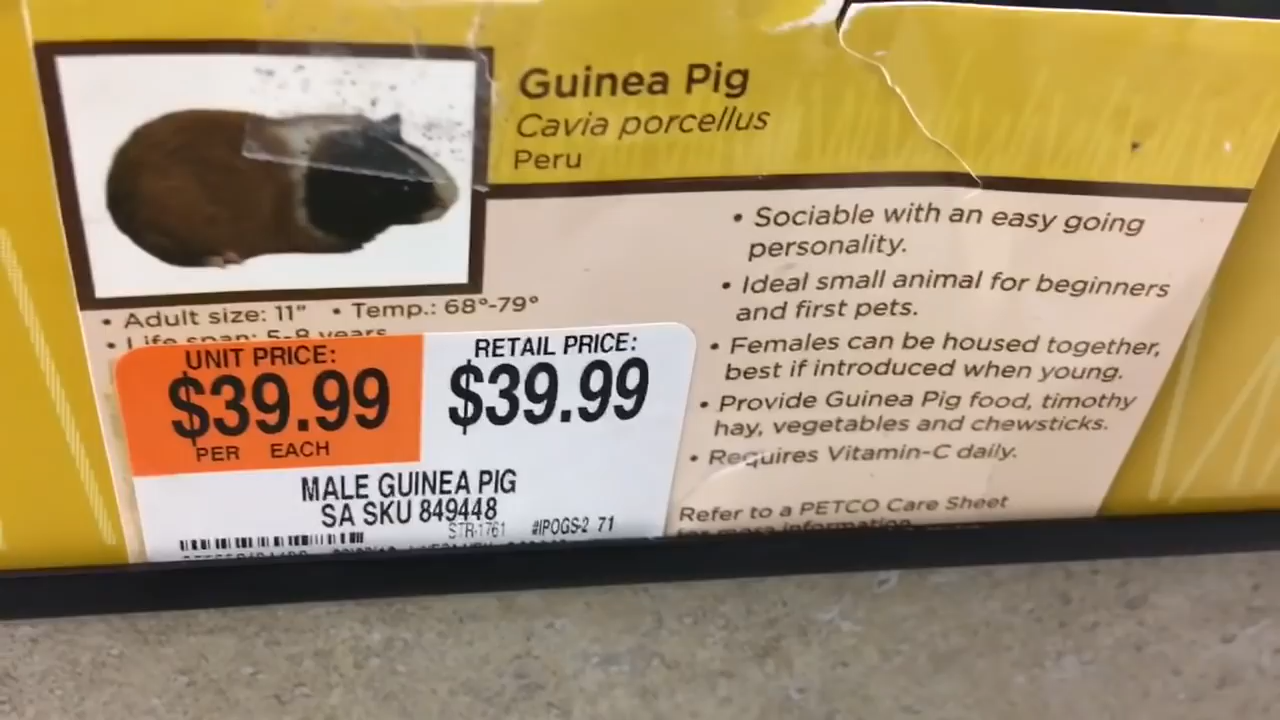 Guinea Pig
Cavia porcellus
Peru
• Adult size: 11" • Temp.: 68°-79°
• Life span: 5-8 years
UNIT PRICE:
$39.99
PER EACH
RETAIL PRICE:
$39.99
MALE GUINEA PIG
SA SKU 849448
STR-1761 #IPOGS-2 71
• Sociable with an easy going
personality.
• Ideal small animal for beginners
and first pets.
• Females can be housed together,
best if introduced when young.
• Provide Guinea Pig food, timothy
hay, vegetables and chewsticks.
• Requires Vitamin-C daily.
Refer to a PETCO Care Sheet
for more information.